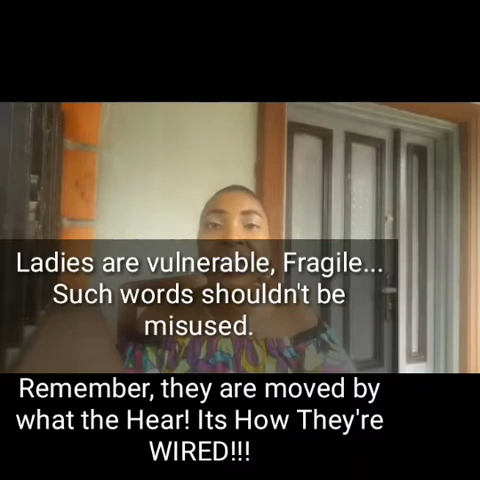 Ladies are vulnerable, Fragile...
Such words shouldn't be
misused.
Remember, they are moved by
what the Hear! Its How They're
WIRED!!!